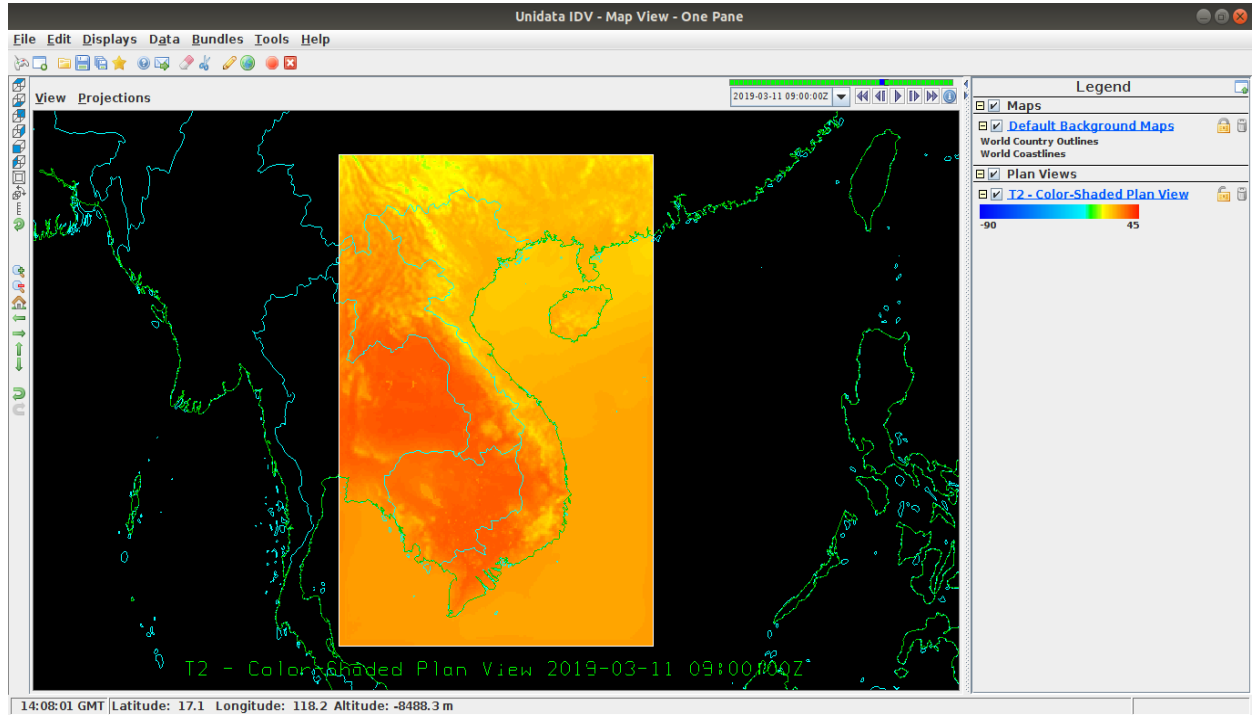 Unidata IDV - Map View - One Pane
File Edit Displays Data Bundles Tools Help
View Projections
2019-03-11 09:00:00Z
Legend
Maps
Default Background Maps
World Country Outlines
World Coastlines
Plan Views
T2 - Color-Shaded Plan View
-90 45
T2 - Color-Shaded Plan View 2019-03-11 09:00:00Z
14:08:01 GMT Latitude: 17.1 Longitude: 118.2 Altitude: -8488.3 m